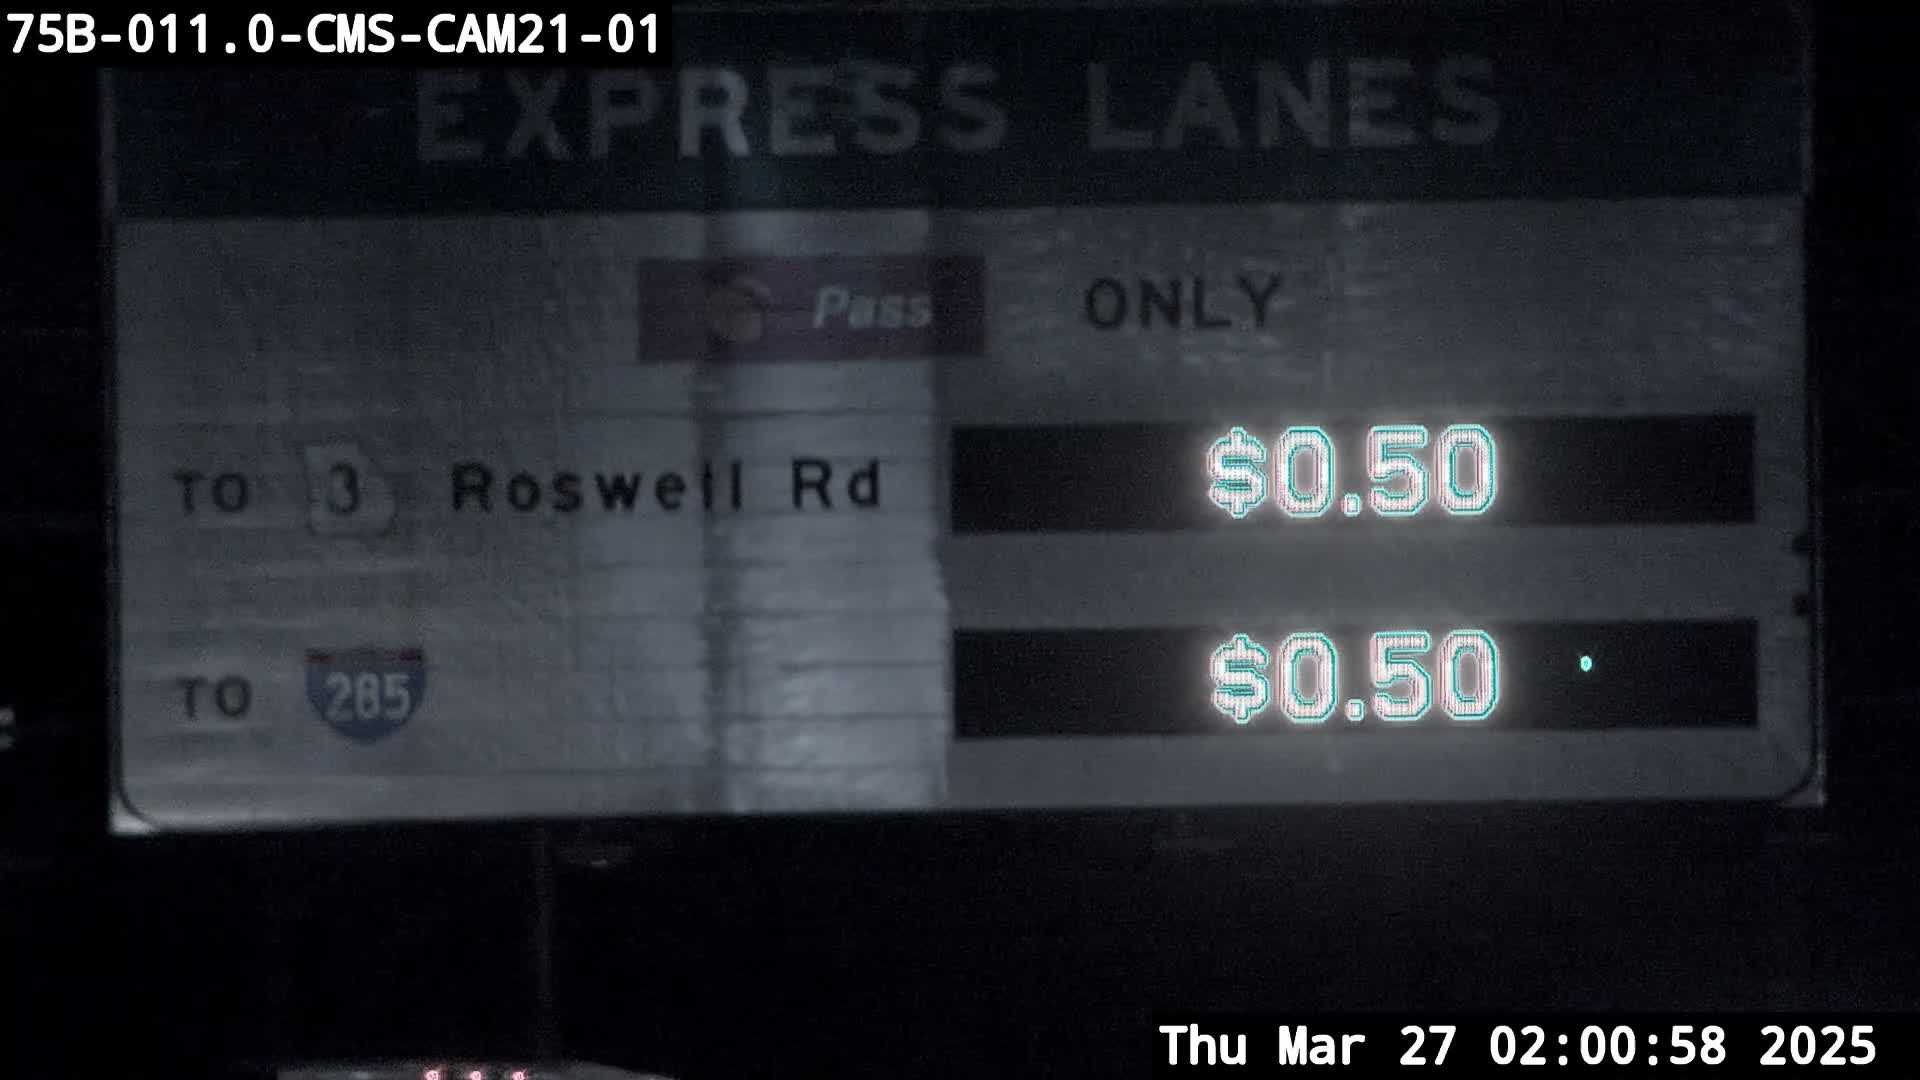 75B-011.0-CMS-CAM21-01
EXPRESS LANES
Pass ONLY
TO 3 Roswell Rd $0.50
TO 285 $0.50
Thu Mar 27 02:00:58 2025